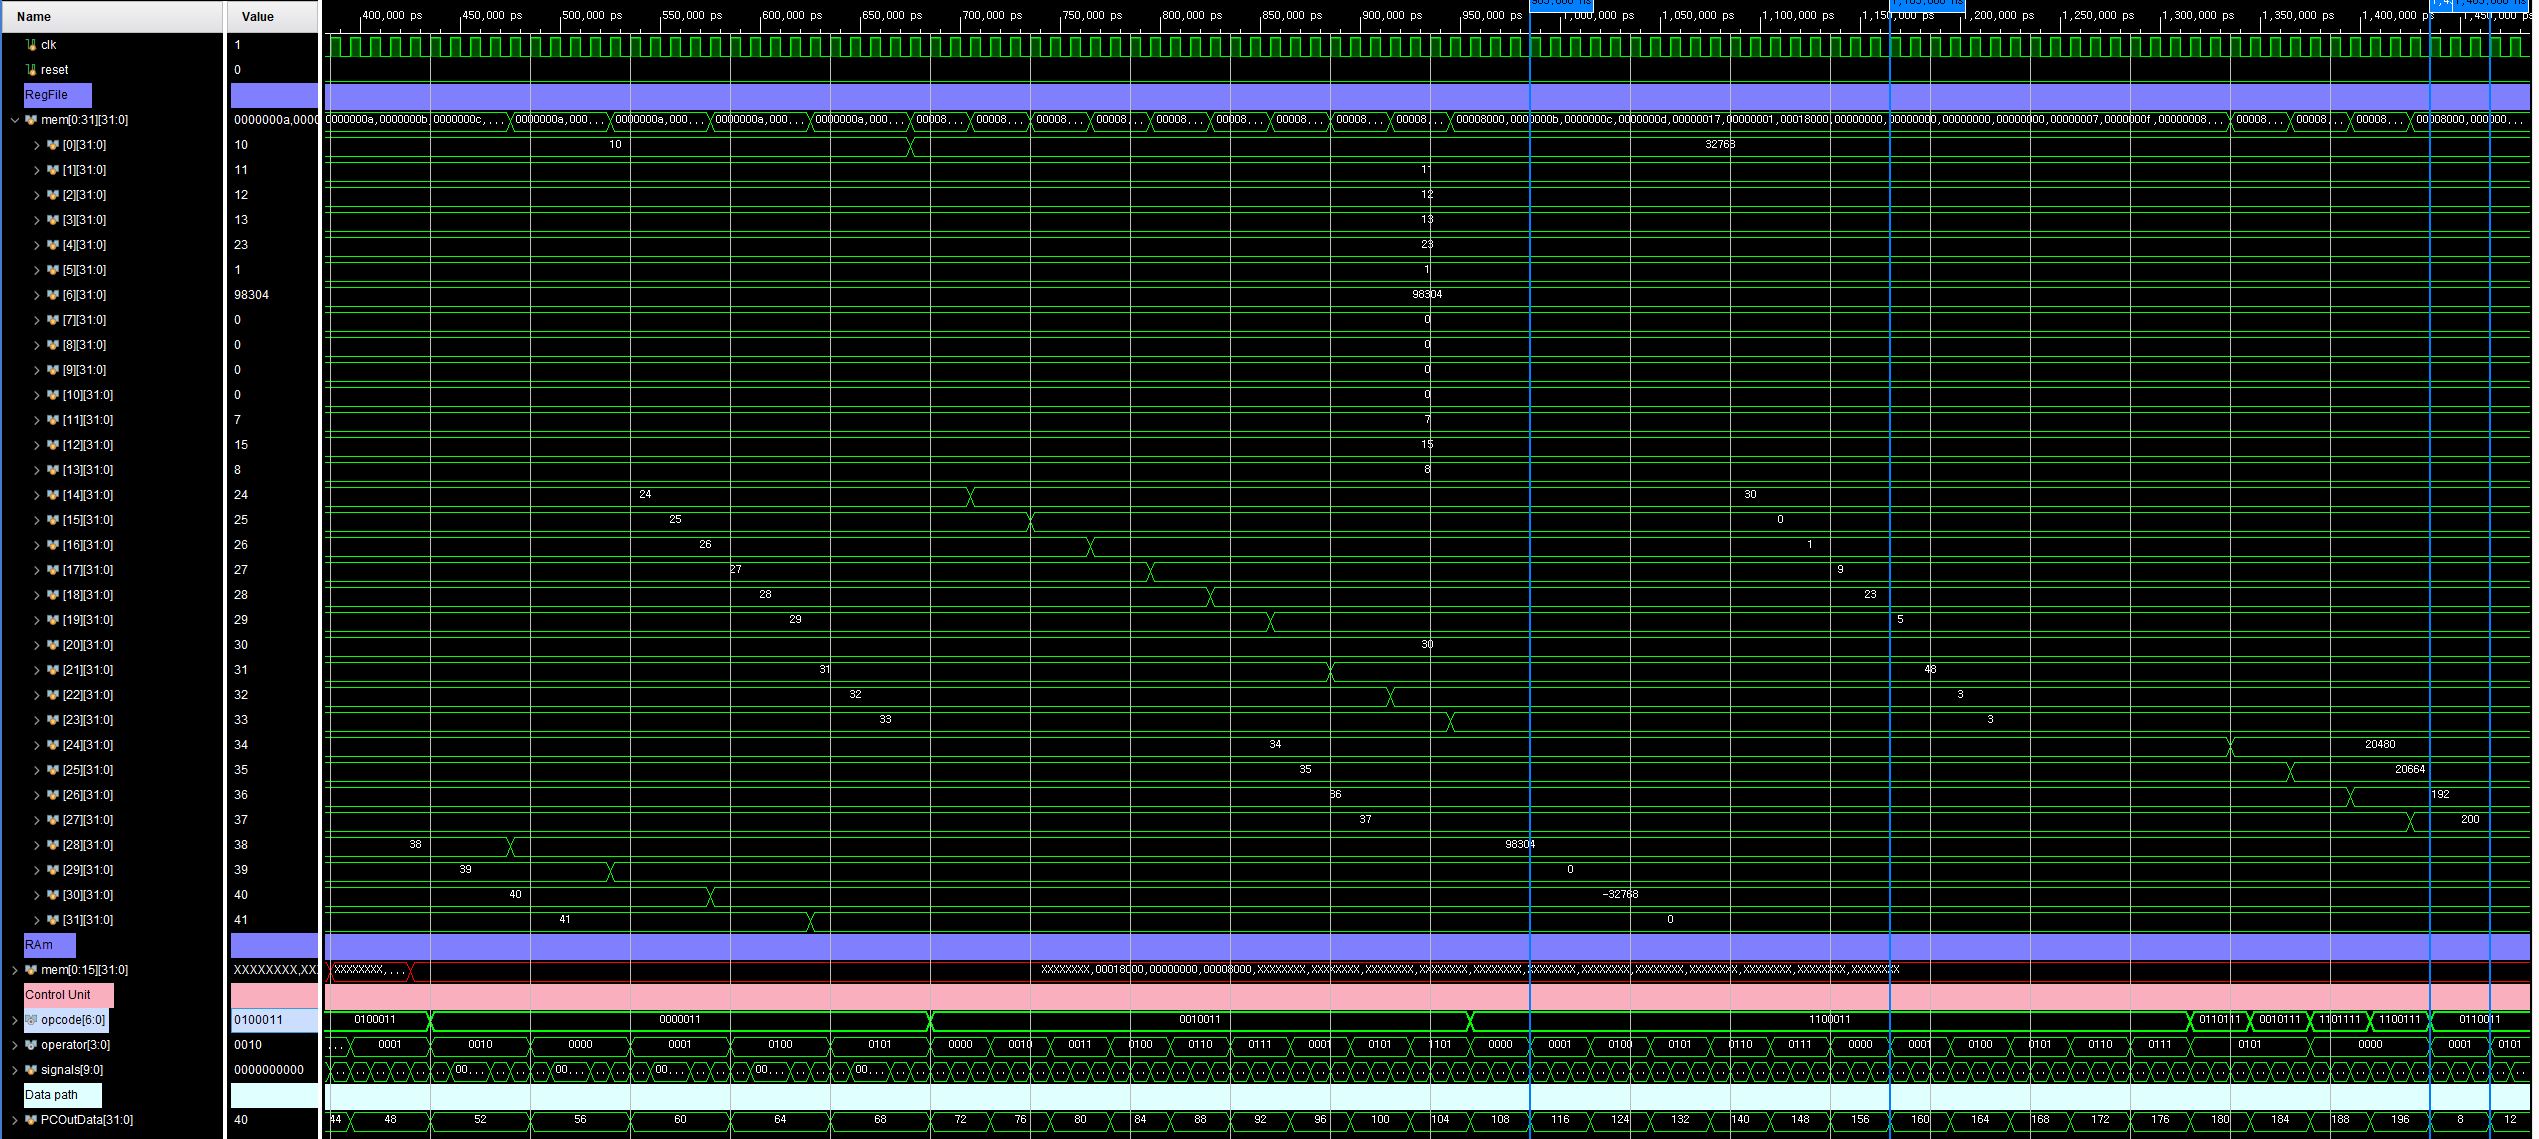 Name Value 400,000 ps 450,000 ps 500,000 ps 550,000 ps 600,000 ps 650,000 ps 700,000 ps 750,000 ps 800,000 ps 850,000 ps 900,000 ps 950,000 ps 1,000,000 ps 1,050,000 ps 1,100,000 ps 1,150,000 ps 1,200,000 ps 1,250,000 ps 1,300,000 ps 1,350,000 ps 1,400,000 ps 1,450,000
clk 1
reset 0
RegFile
mem[0:31][31:0] 0000000a,0000 0000000a,0000000b,0000000c,... 0000000a,000... 0000000a,000... 0000000a,000... 0000000a,000... 00008... 00008... 00008... 00008... 00008... 00008... 00008... 00008... 00008... 00008000,0000000b,0000000c,0000000d,00000017,00000001,00018000,00000000,00000000,00000000,00000000,00000007,0000000f,00000008... 00008... 00008... 00008... 00008000,000000...
[0][31:0] 10 10 32768
[1][31:0] 11 11
[2][31:0] 12 12
[3][31:0] 13 13
[4][31:0] 23 23
[5][31:0] 1 1
[6][31:0] 98304 98304
[7][31:0] 0 0
[8][31:0] 0 0
[9][31:0] 0 0
[10][31:0] 0 0
[11][31:0] 7 7
[12][31:0] 15 15
[13][31:0] 8 8
[14][31:0] 24 24 30
[15][31:0] 25 25 0
[16][31:0] 26 26 1
[17][31:0] 27 27 9
[18][31:0] 28 28 23
[19][31:0] 29 29 5
[20][31:0] 30 30
[21][31:0] 31 31 48
[22][31:0] 32 32 3
[23][31:0] 33 33 3
[24][31:0] 34 34 20480
[25][31:0] 35 35 20664
[26][31:0] 36 36 192
[27][31:0] 37 37 200
[28][31:0] 38 38 98304
[29][31:0] 39 39 0
[30][31:0] 40 40 -32768
[31][31:0] 41 41 0
RAm
mem[0:15][31:0] XXXXXXXX,XX XXXXXXXX,... XXXXXXXX,00018000,00000000,00008000,XXXXXXXX,XXXXXXXX,XXXXXXXX,XXXXXXXX,XXXXXXXX,XXXXXXXX,XXXXXXXX,XXXXXXXX,XXXXXXXX,XXXXXXXX,XXXXXXXX,XXXXXXXX
Control Unit
opcode[6:0] 0100011 0100011 0000011 0010011 1100011 0110111 0010111 1101111 1100111 0110011
operator[3:0] 0010 ... 0001 0010 0000 0001 0100 0101 0000 0010 0011 0100 0110 0111 0001 0101 1101 0000 0001 0100 0101 0110 0111 0000 0001 0100 0101 0110 0111 0101 0000 0001 0101
signals[9:0] 0000000000 00... 00... 00... 00... 00...
Data path
PCOutData[31:0] 40 44 48 52 56 60 64 68 72 76 80 84 88 92 96 100 104 108 116 124 132 140 148 156 160 164 168 172 176 180 184 188 196 8 12